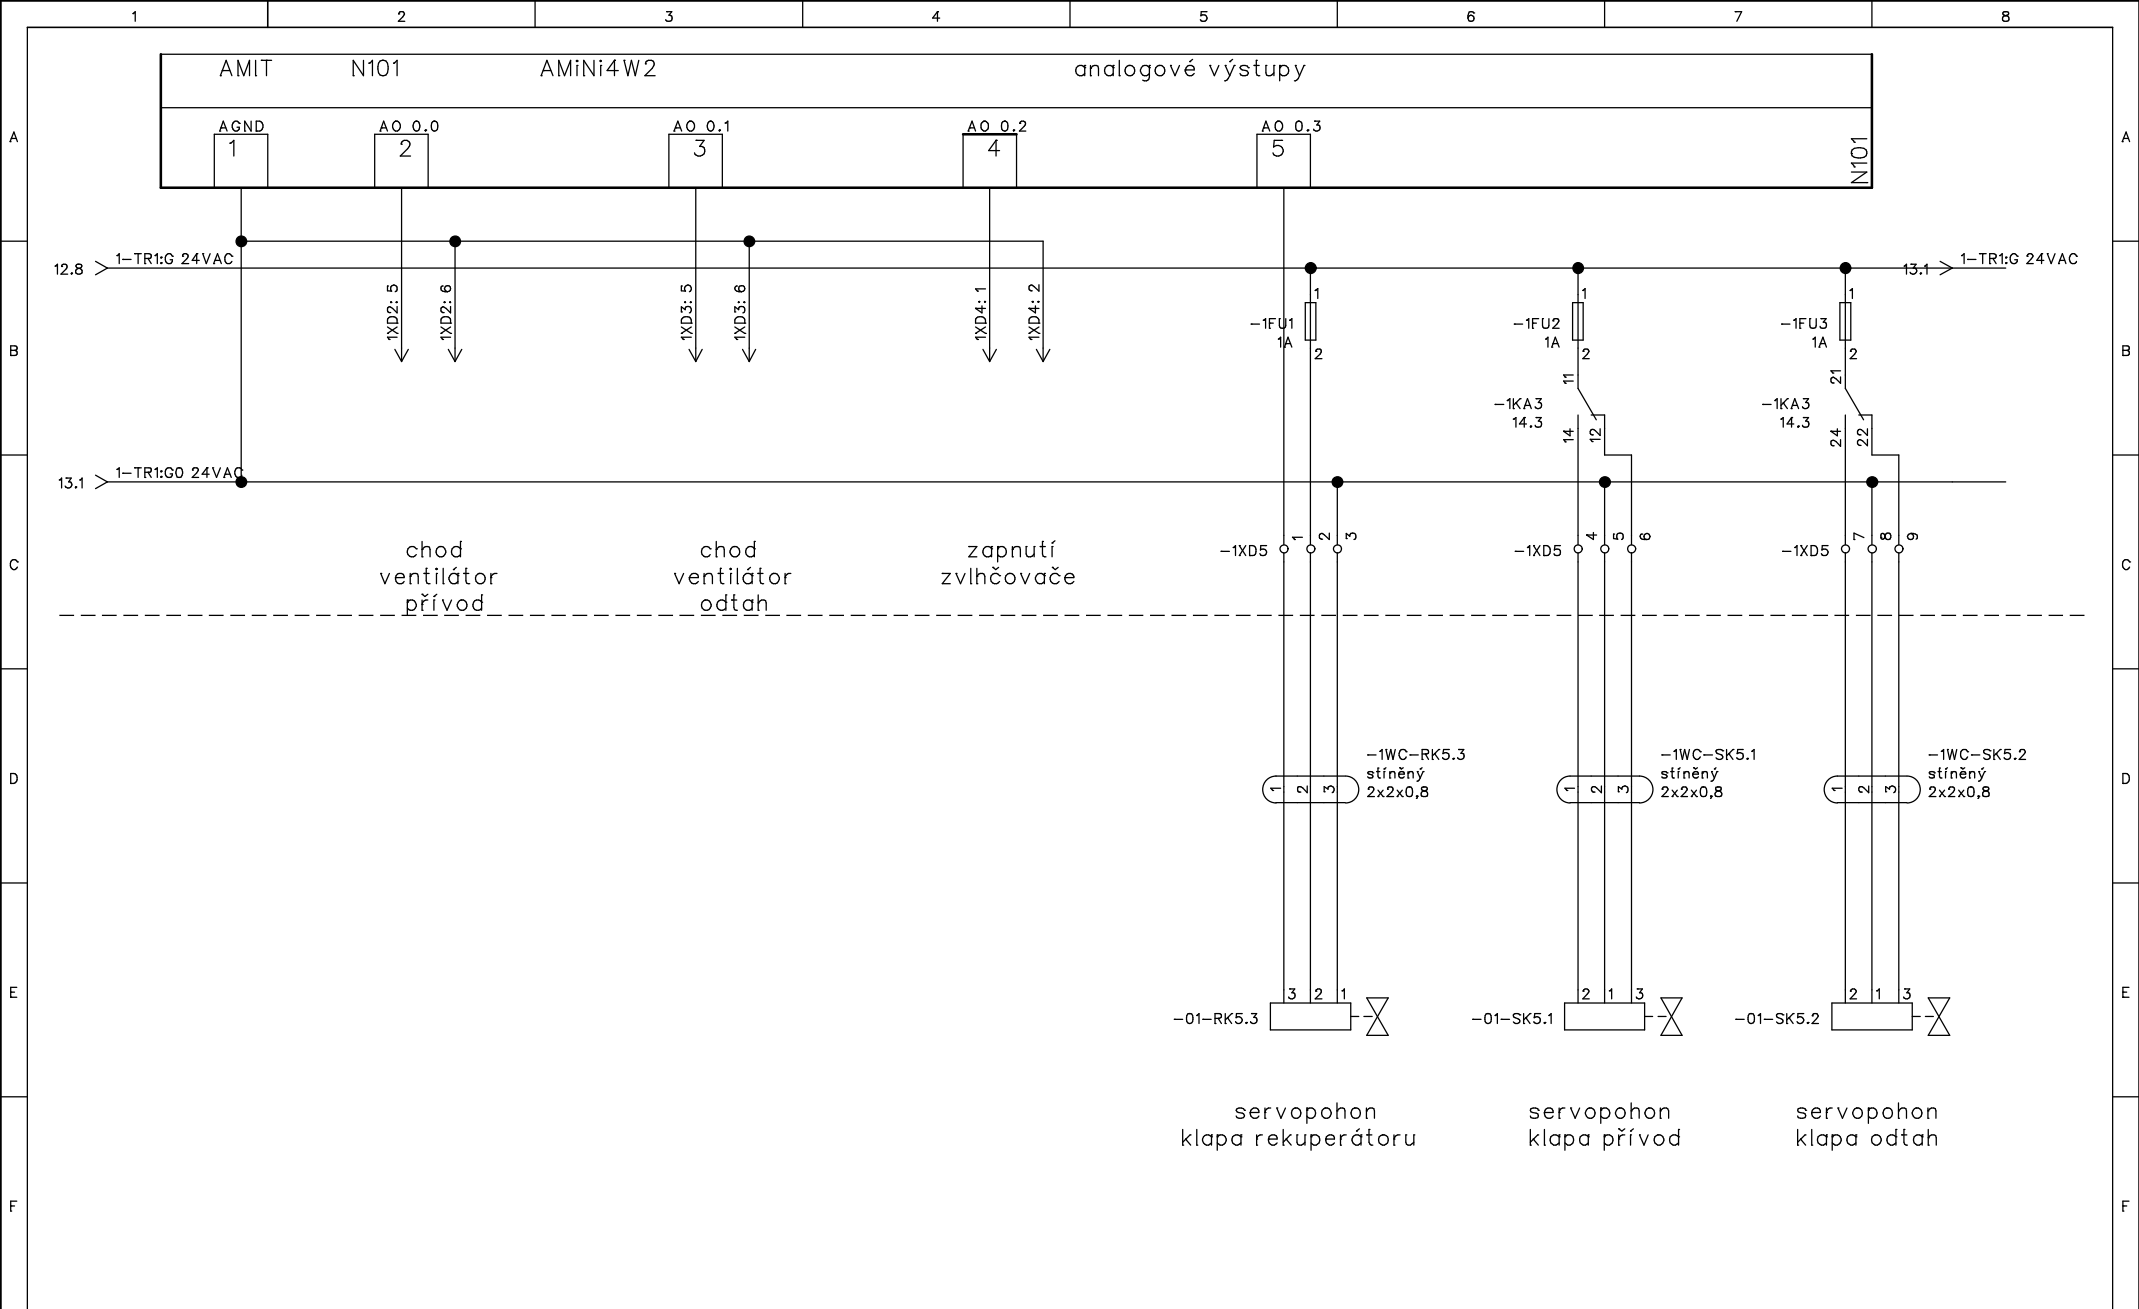 1 2 3 4 5 6 7 8
AMIT N101 AMiNi4W2 analogové výstupy
A AGND AO 0.0 AO 0.1 AO 0.2 AO 0.3 A
1 2 3 4 5 N101
12.8 1-TR1:G 24VAC 13.1 1-TR1:G 24VAC
1XD2: 5 1XD2: 6 1XD3: 5 1XD3: 6 1XD4: 1 1XD4: 2
1 1 1
-1FU1 -1FU2 -1FU3
1A 1A 1A
B 2 2 2 B
11 21
-1KA3 -1KA3
14.3 14.3
14 12 24 22
13.1 1-TR1:G0 24VAC
1 2 3 4 5 6 7 8 9
chod chod zapnutí -1XD5 -1XD5 -1XD5
C C
ventilátor ventilátor zvlhčovače
přívod odtah
-1WC-RK5.3 -1WC-SK5.1 -1WC-SK5.2
stíněný stíněný stíněný
D D
1 2 3 2x2x0,8 1 2 3 2x2x0,8 1 2 3 2x2x0,8
E 3 2 1 2 1 3 2 1 3 E
-01-RK5.3 -01-SK5.1 -01-SK5.2
servopohon servopohon servopohon
klapa rekuperátoru klapa přívod klapa odtah
F F